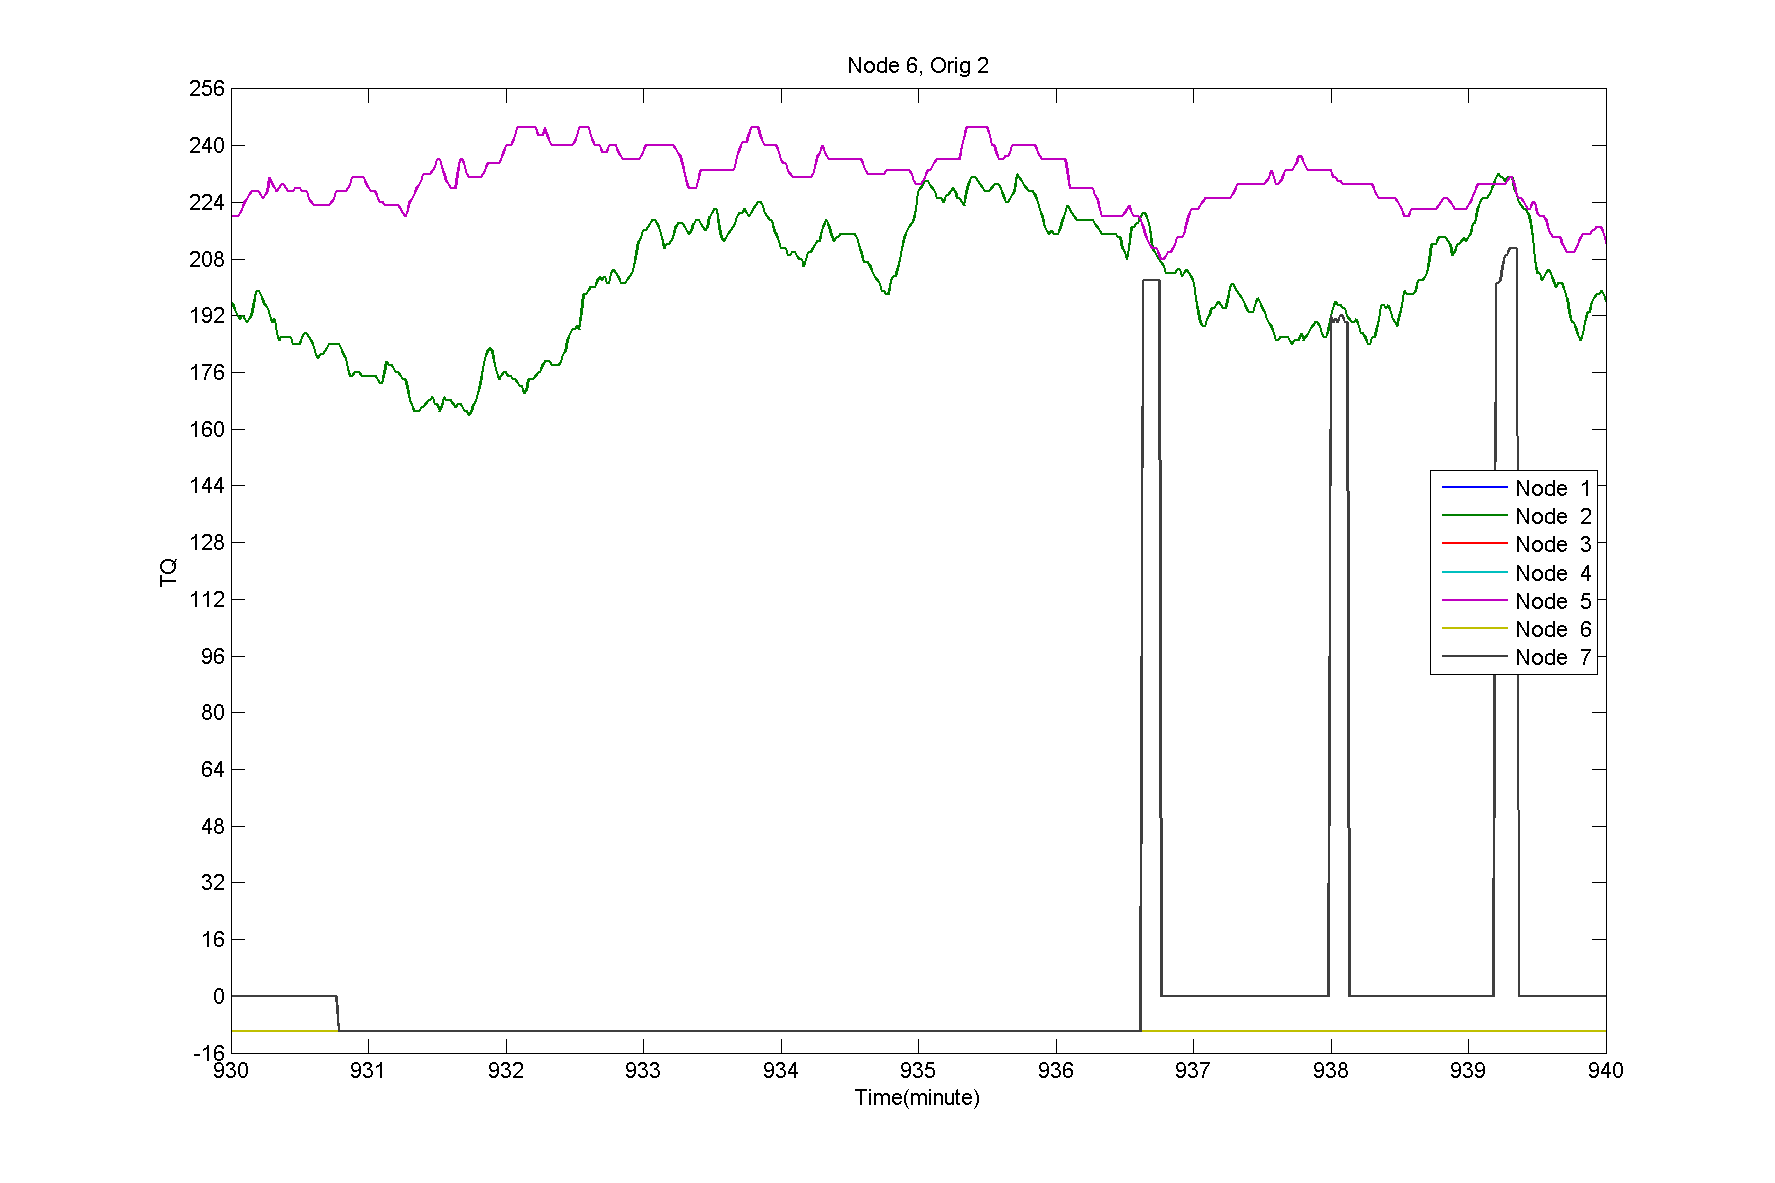 Node 6, Orig 2
256
240
224
208
192
176
160
144
128
112
96
80
64
48
32
16
0
-16
TQ
Node 1
Node 2
Node 3
Node 4
Node 5
Node 6
Node 7
930 931 932 933 934 935 936 937 938 939 940
Time(minute)